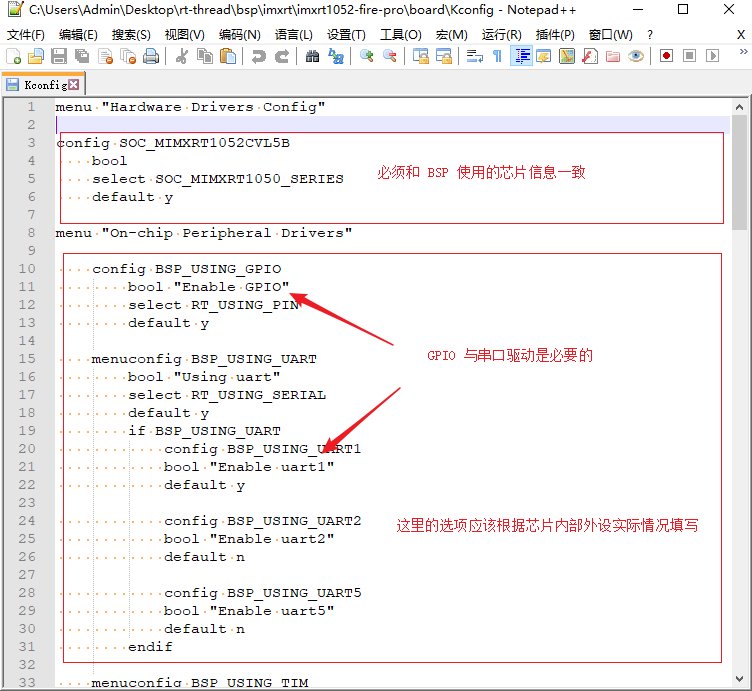 C:\Users\Admin\Desktop\rt-thread\bsp\imxrt\imxrt1052-fire-pro\board\Kconfig - Notepad++
文件(F) 编辑(E) 搜索(S) 视图(V) 编码(N) 语言(L) 设置(T) 工具(O) 宏(M) 运行(R) 插件(P) 窗口(W) ? X
Kconfig
1 menu "Hardware Drivers Config"
2
3 config SOC_MIMXRT1052CVL5B
4 bool
必须和 BSP 使用的芯片信息一致
5 select SOC_MIMXRT1050_SERIES
6 default y
7
8 menu "On-chip Peripheral Drivers"
9
10 config BSP_USING_GPIO
11 bool "Enable GPIO"
12 select RT_USING_PIN
13 default y
14
GPIO 与串口驱动是必要的
15 menuconfig BSP_USING_UART
16 bool "Using uart"
17 select RT_USING_SERIAL
18 default y
19 if BSP_USING_UART
20 config BSP_USING_UART1
21 bool "Enable uart1"
22 default y
23
24 config BSP_USING_UART2
这里的选项应该根据芯片内部外设实际情况填写
25 bool "Enable uart2"
26 default n
27
28 config BSP_USING_UART5
29 bool "Enable uart5"
30 default n
31 endif
32
33 menuconfig BSP_USING_TIM